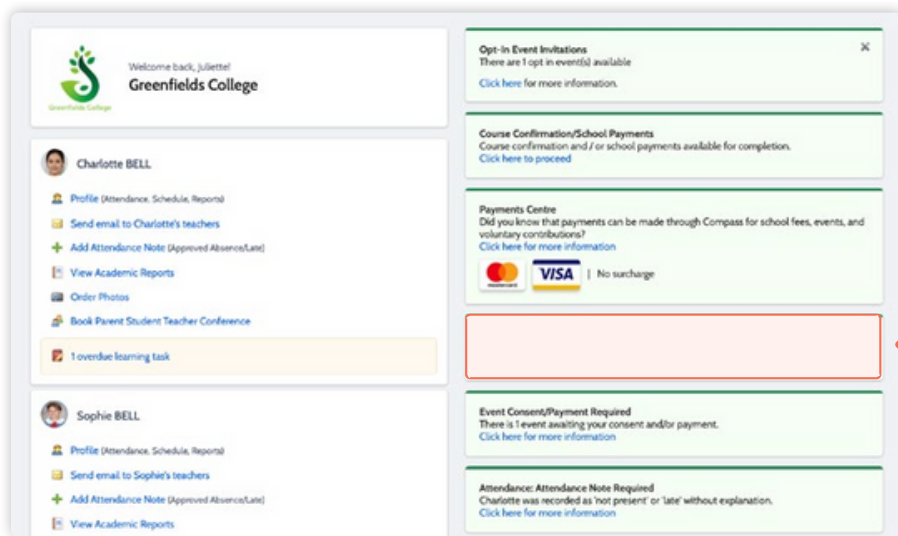 Greenfields College
Welcome back, Juliette!
Greenfields College
Charlotte BELL
Profile (Attendance, Schedule, Reports)
Send email to Charlotte's teachers
Add Attendance Note (Approved Absence/Late)
View Academic Reports
Order Photos
Book Parent Student Teacher Conference
1 overdue learning task
Sophie BELL
Profile (Attendance, Schedule, Reports)
Send email to Sophie's teachers
Add Attendance Note (Approved Absence/Late)
View Academic Reports
Opt-In Event Invitations
There are 1 opt in event(s) available
Click here for more information.
Course Confirmation/School Payments
Course confirmation and / or school payments available for completion.
Click here to proceed
Payments Centre
Did you know that payments can be made through Compass for school fees, events, and
voluntary contributions?
Click here for more information
mastercard VISA | No surcharge
Event Consent/Payment Required
There is 1 event awaiting your consent and/or payment.
Click here for more information
Attendance: Attendance Note Required
Charlotte was recorded as 'not present' or 'late' without explanation.
Click here for more information